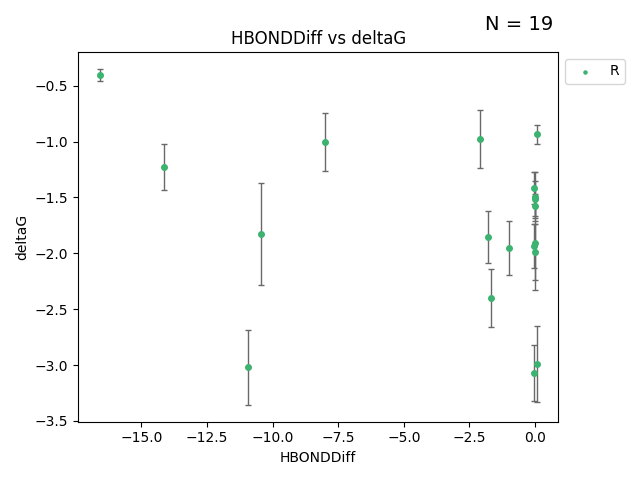 N = 19
HBONDDiff vs deltaG
R
deltaG
−0.5
−1.0
−1.5
−2.0
−2.5
−3.0
−3.5
−15.0 −12.5 −10.0 −7.5 −5.0 −2.5 0.0
HBONDDiff